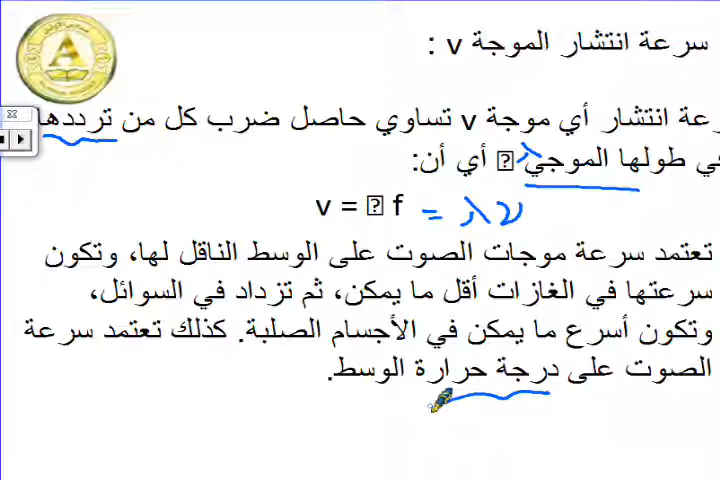 سرعة انتشار الموجة v :
انتشار أي موجة v تساوي حاصل ضرب كل من ترددها
في طولها الموجي λ أي أن:
v = f = λν
تعتمد سرعة موجات الصوت على الوسط الناقل لها، وتكون
سرعتها في الغازات أقل ما يمكن، ثم تزداد في السوائل،
وتكون أسرع ما يمكن في الأجسام الصلبة. كذلك تعتمد سرعة
الصوت على درجة حرارة الوسط.